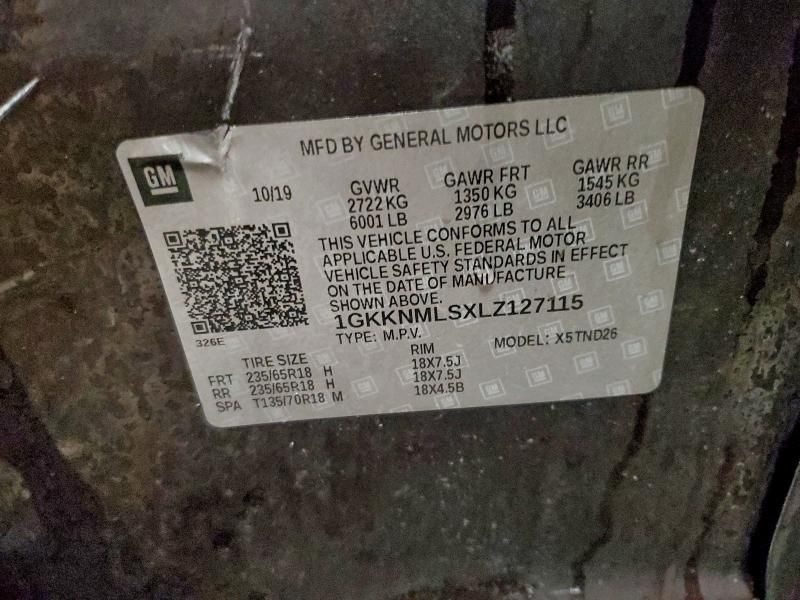 MFD BY GENERAL MOTORS LLC
GM
10/19
GVWR
2722 KG
6001 LB
GAWR FRT
1350 KG
2976 LB
GAWR RR
1545 KG
3406 LB
THIS VEHICLE CONFORMS TO ALL
APPLICABLE U.S. FEDERAL MOTOR
VEHICLE SAFETY STANDARDS IN EFFECT
ON THE DATE OF MANUFACTURE
SHOWN ABOVE.
1GKKNMLSXLZ127115
326E
TYPE: M.P.V. MODEL: X5TND26
TIRE SIZE RIM
FRT 235/65R18 H 18X7.5J
RR 235/65R18 H 18X7.5J
SPA T135/70R18 M 18X4.5B